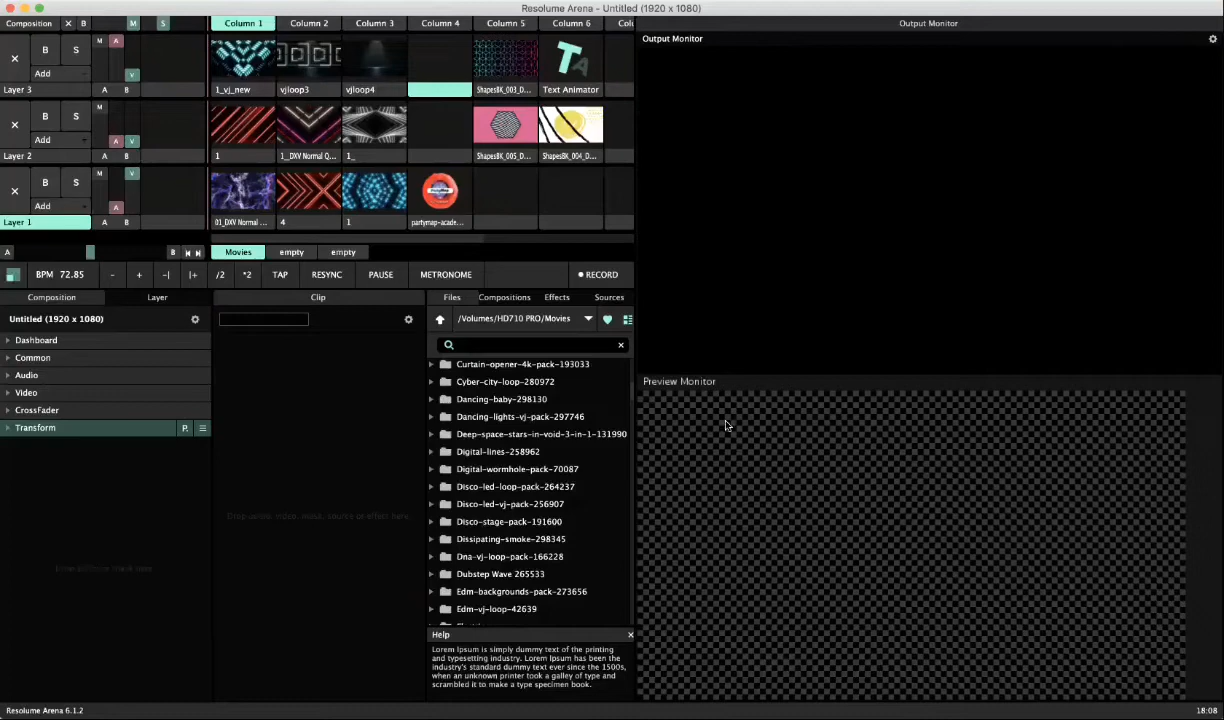 Resolume Arena - Untitled (1920 x 1080)
Composition × B M S Column 1 Column 2 Column 3 Column 4 Column 5 Column 6 Colu
Output Monitor
Output Monitor
× B S M A
Add V
Layer 3 A B 1_vj_new vjloop3 vjloop4 ShapesBK_003_D... Text Animator
× B S M
Add A V
Layer 2 A B 1 1_DXV Normal Q... 1_ ShapesBK_005_D... ShapesBK_004_D...
× B S M V
Add A
Layer 1 A B 01_DXV Normal ... 4 1 partymap-acade...
A B Movies empty empty
BPM 72.85 - + -| |+ /2 *2 TAP RESYNC PAUSE METRONOME RECORD
Composition Layer Clip Files Compositions Effects Sources
Untitled (1920 x 1080)
/Volumes/HD710 PRO/Movies
Dashboard
Common
Audio
Video
CrossFader
Transform P.
Drop audio, video, mask, source or effect here.
Curtain-opener-4k-pack-193033
Cyber-city-loop-280972
Dancing-baby-298130
Dancing-lights-vj-pack-297746
Deep-space-stars-in-void-3-in-1-131990
Digital-lines-258962
Digital-wormhole-pack-70087
Disco-led-loop-pack-264237
Disco-led-vj-pack-256907
Disco-stage-pack-191600
Dissipating-smoke-298345
Dna-vj-loop-pack-166228
Dubstep Wave 265533
Edm-backgrounds-pack-273656
Edm-vj-loop-42639
Preview Monitor
Help
Lorem Ipsum is simply dummy text of the printing
and typesetting industry. Lorem Ipsum has been the
industry's standard dummy text ever since the 1500s,
when an unknown printer took a galley of type and
scrambled it to make a type specimen book.
Resolume Arena 6.1.2
18:08